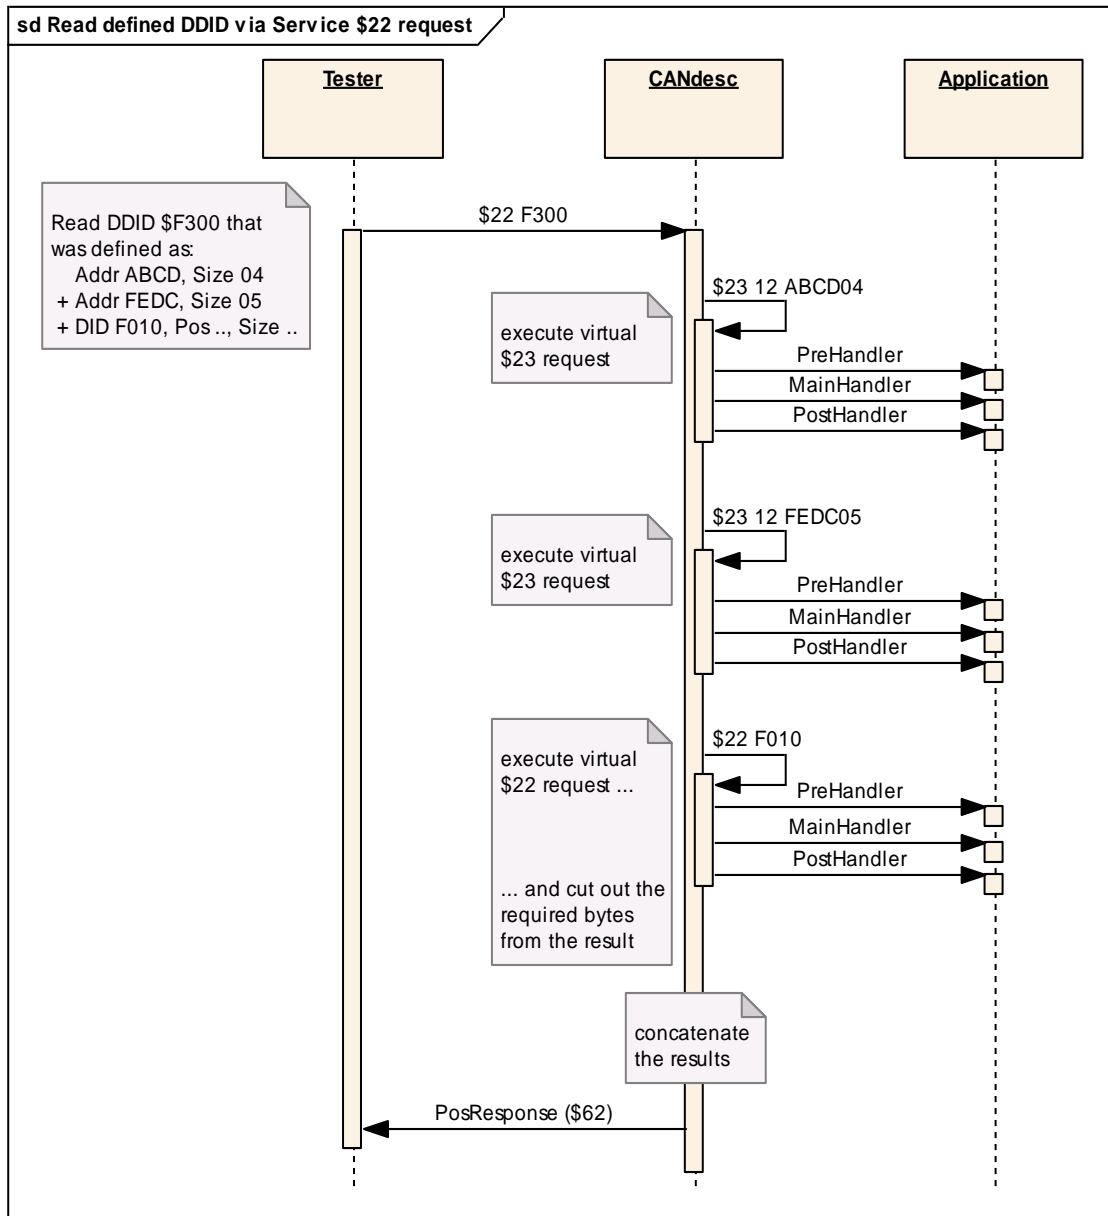 sd Read defined DDID via Service $22 request
Tester
CANdesc
Application
Read DDID $F300 that
was defined as:
Addr ABCD, Size 04
+ Addr FEDC, Size 05
+ DID F010, Pos .., Size ..
$22 F300
$23 12 ABCD04
execute virtual
$23 request
PreHandler
MainHandler
PostHandler
$23 12 FEDC05
execute virtual
$23 request
PreHandler
MainHandler
PostHandler
$22 F010
execute virtual
$22 request ...
PreHandler
MainHandler
PostHandler
... and cut out the
required bytes
from the result
concatenate
the results
PosResponse ($62)